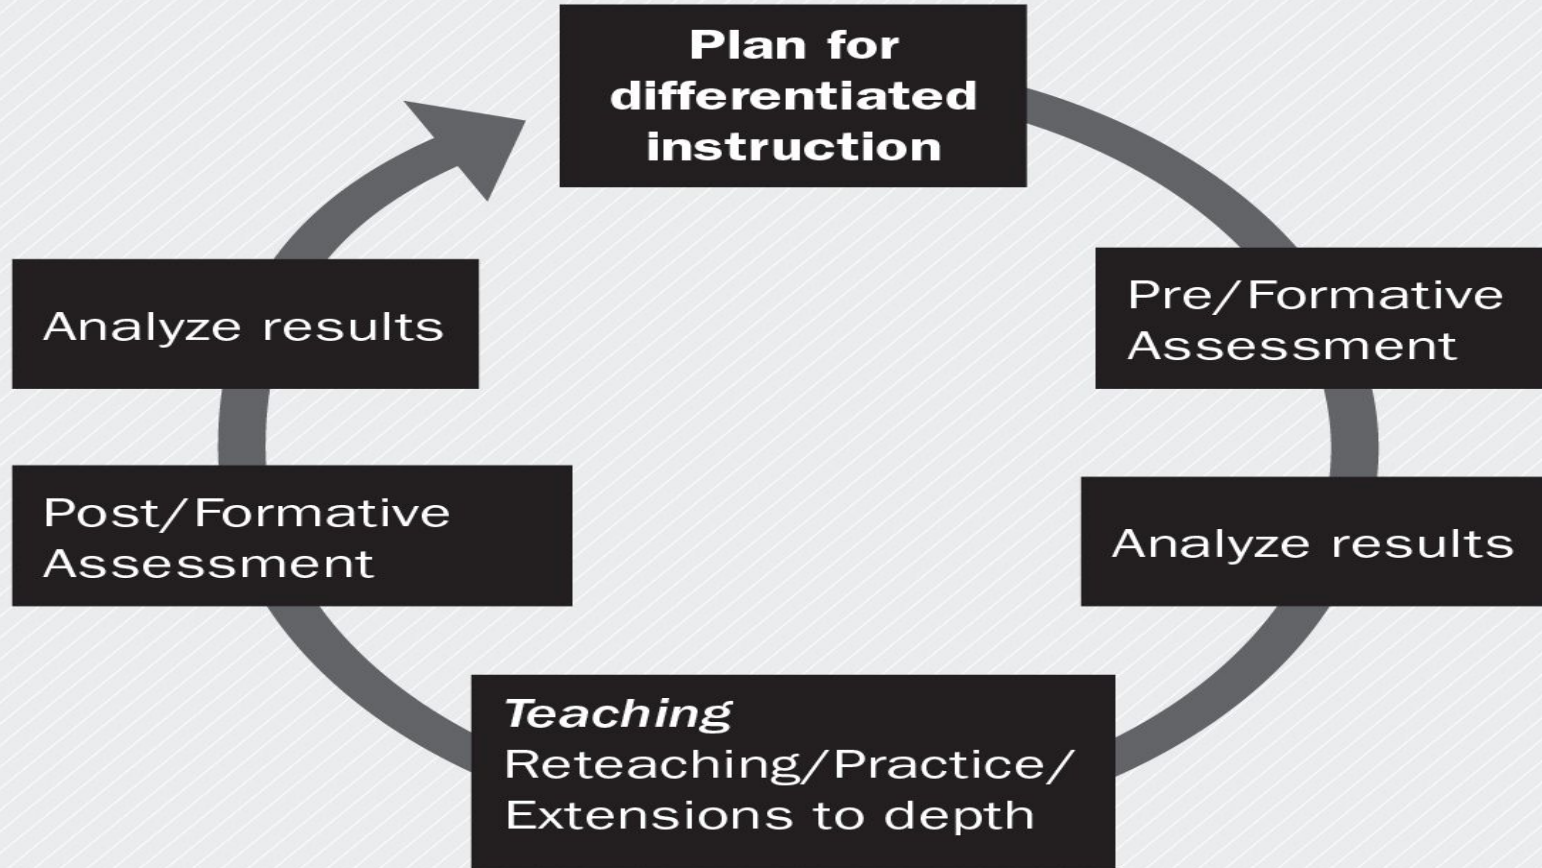 Plan for
differentiated
instruction
Pre/Formative
Assessment
Analyze results
Teaching
Reteaching/Practice/
Extensions to depth
Post/Formative
Assessment
Analyze results